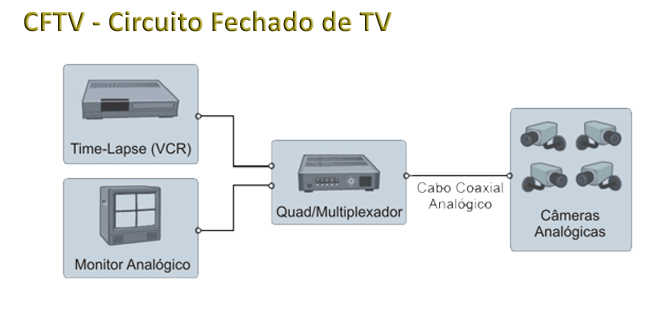 CFTV - Circuito Fechado de TV
Time-Lapse (VCR)
Monitor Analógico
Quad/Multiplexador
Cabo Coaxial
Analógico
Câmeras
Analógicas